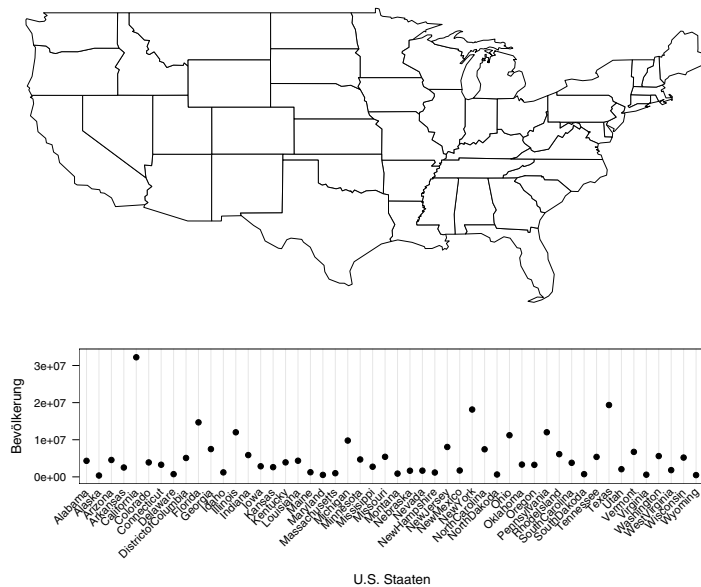 3e+07
2e+07
1e+07
0e+00
Bevölkerung
Alabama
Alaska
Arizona
Arkansas
California
Colorado
Connecticut
Delaware
DistrictofColumbia
Florida
Georgia
Idaho
Illinois
Indiana
Iowa
Kansas
Kentucky
Louisiana
Maine
Maryland
Massachusetts
Michigan
Minnesota
Mississippi
Missouri
Montana
Nebraska
Nevada
NewHampshire
NewJersey
NewMexico
NewYork
NorthCarolina
NorthDakota
Ohio
Oklahoma
Oregon
Pennsylvania
RhodeIsland
SouthCarolina
SouthDakota
Tennessee
Texas
Utah
Vermont
Virginia
Washington
WestVirginia
Wisconsin
Wyoming
U.S. Staaten